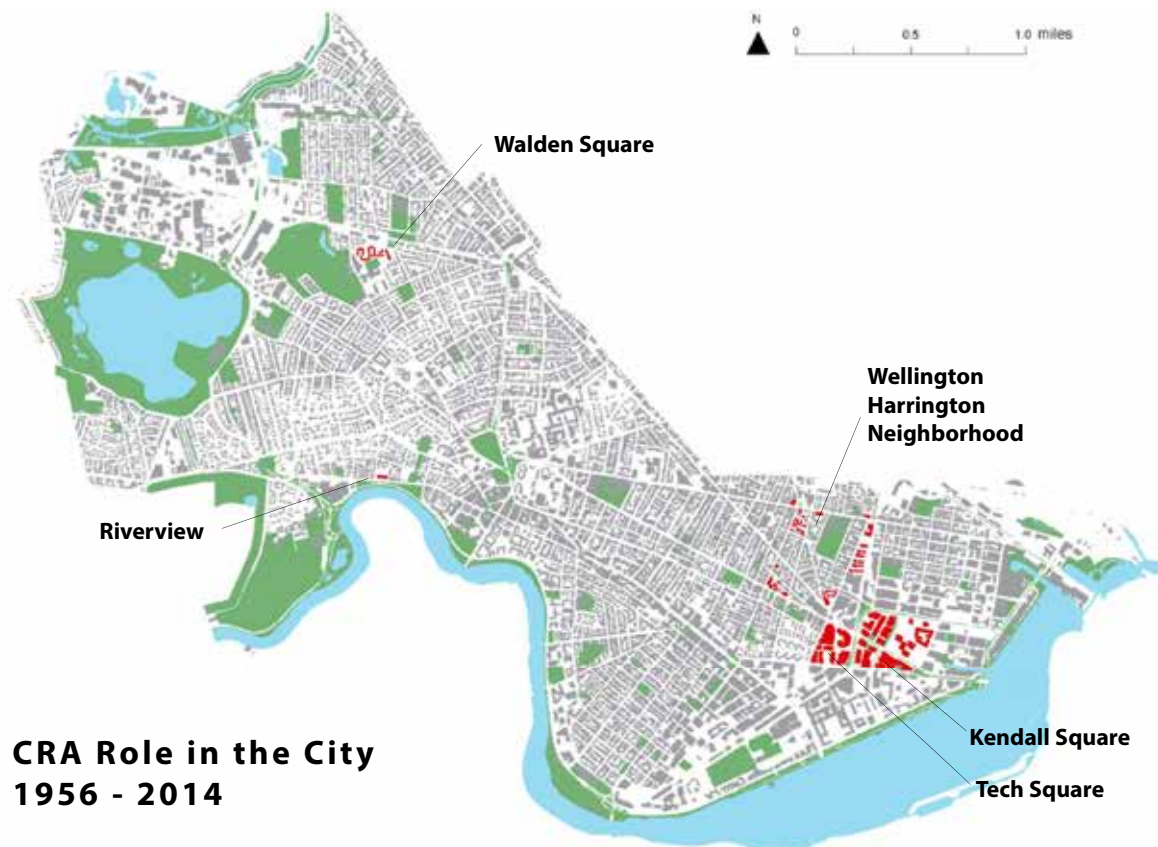 N
0 0.5 1.0 miles
Walden Square
Wellington
Harrington
Neighborhood
Riverview
Kendall Square
Tech Square
CRA Role in the City
1956 - 2014